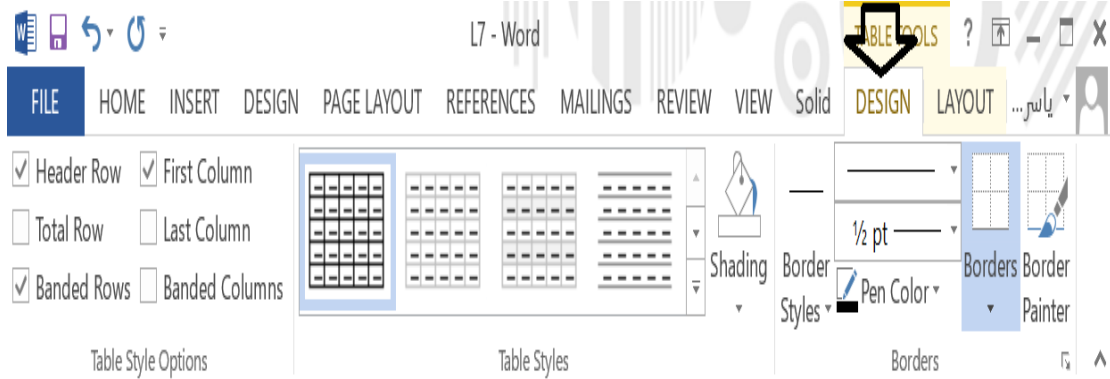 L7 - Word
TABLE TOOLS ?
FILE HOME INSERT DESIGN PAGE LAYOUT REFERENCES MAILINGS REVIEW VIEW Solid DESIGN LAYOUT ياسر...
Header Row First Column
Total Row Last Column
Banded Rows Banded Columns
Table Style Options
Table Styles
Shading
Border Styles
½ pt
Pen Color
Borders
Border Painter
Borders